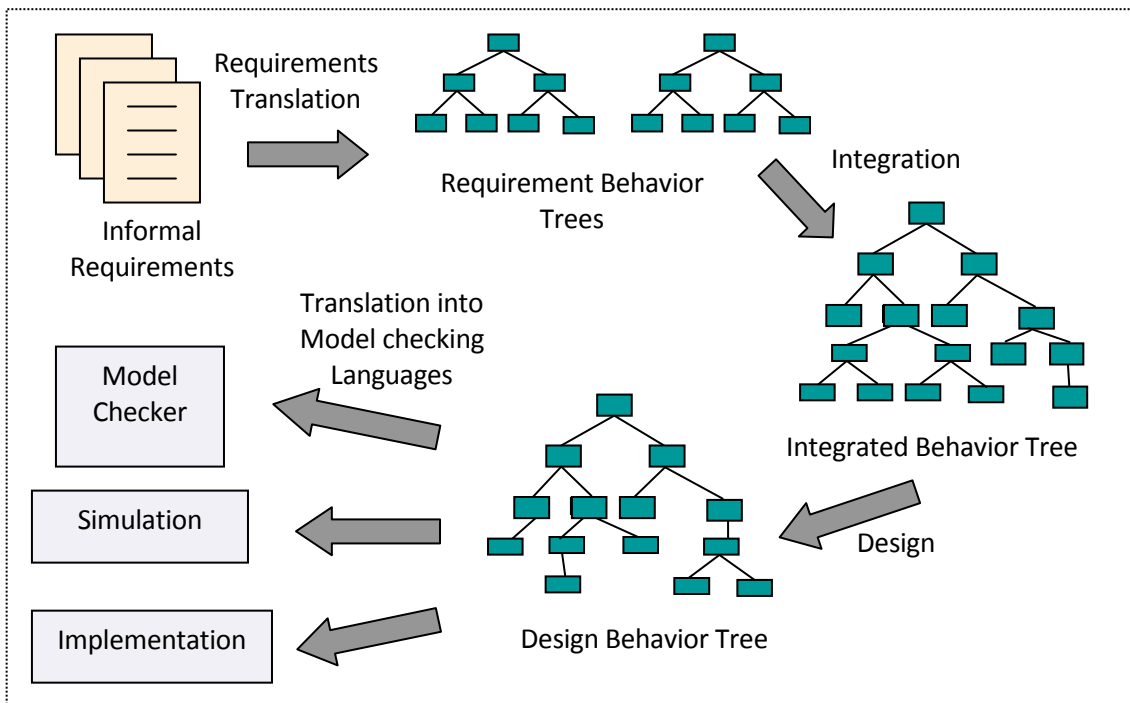 Requirements
Translation
Requirement Behavior
Trees
Integration
Informal
Requirements
Integrated Behavior Tree
Design
Design Behavior Tree
Translation into
Model checking
Languages
Model
Checker
Simulation
Implementation